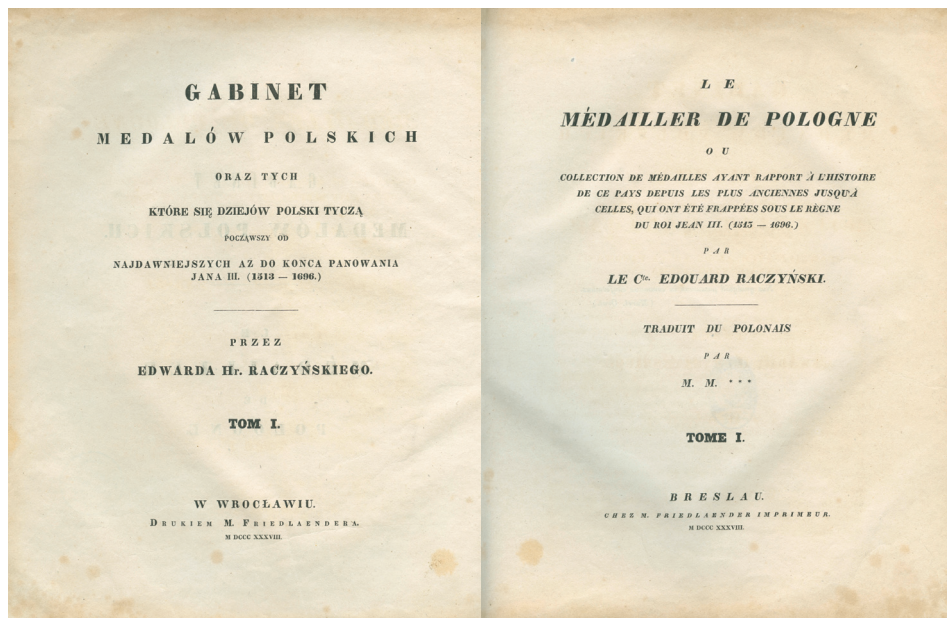 GABINET
MEDALÓW POLSKICH
ORAZ TYCH
KTÓRE SIĘ DZIEJÓW POLSKI TYCZĄ
POCZĄWSZY OD
NAJDAWNIEJSZYCH AŻ DO KONCA PANOWANIA
JANA III. (1513 — 1696.)
PRZEZ
EDWARDA Hr. RACZYŃSKIEGO.
TOM I.
W WROCŁAWIU.
DRUKIEM M. FRIEDLAENDERA.
M DCCC XXXVIII.
LE
MÉDAILLER DE POLOGNE
OU
COLLECTION DE MÉDAILLES AYANT RAPPORT À L'HISTOIRE
DE CE PAYS DEPUIS LES PLUS ANCIENNES JUSQU'À
CELLES, QUI ONT ÉTÉ FRAPPÉES SOUS LE RÈGNE
DU ROI JEAN III. (1513 — 1696.)
PAR
LE Cte. EDOUARD RACZYŃSKI.
TRADUIT DU POLONAIS
PAR
M. M. ***
TOME I.
BRESLAU.
CHEZ M. FRIEDLAENDER IMPRIMEUR.
M DCCC XXXVIII.